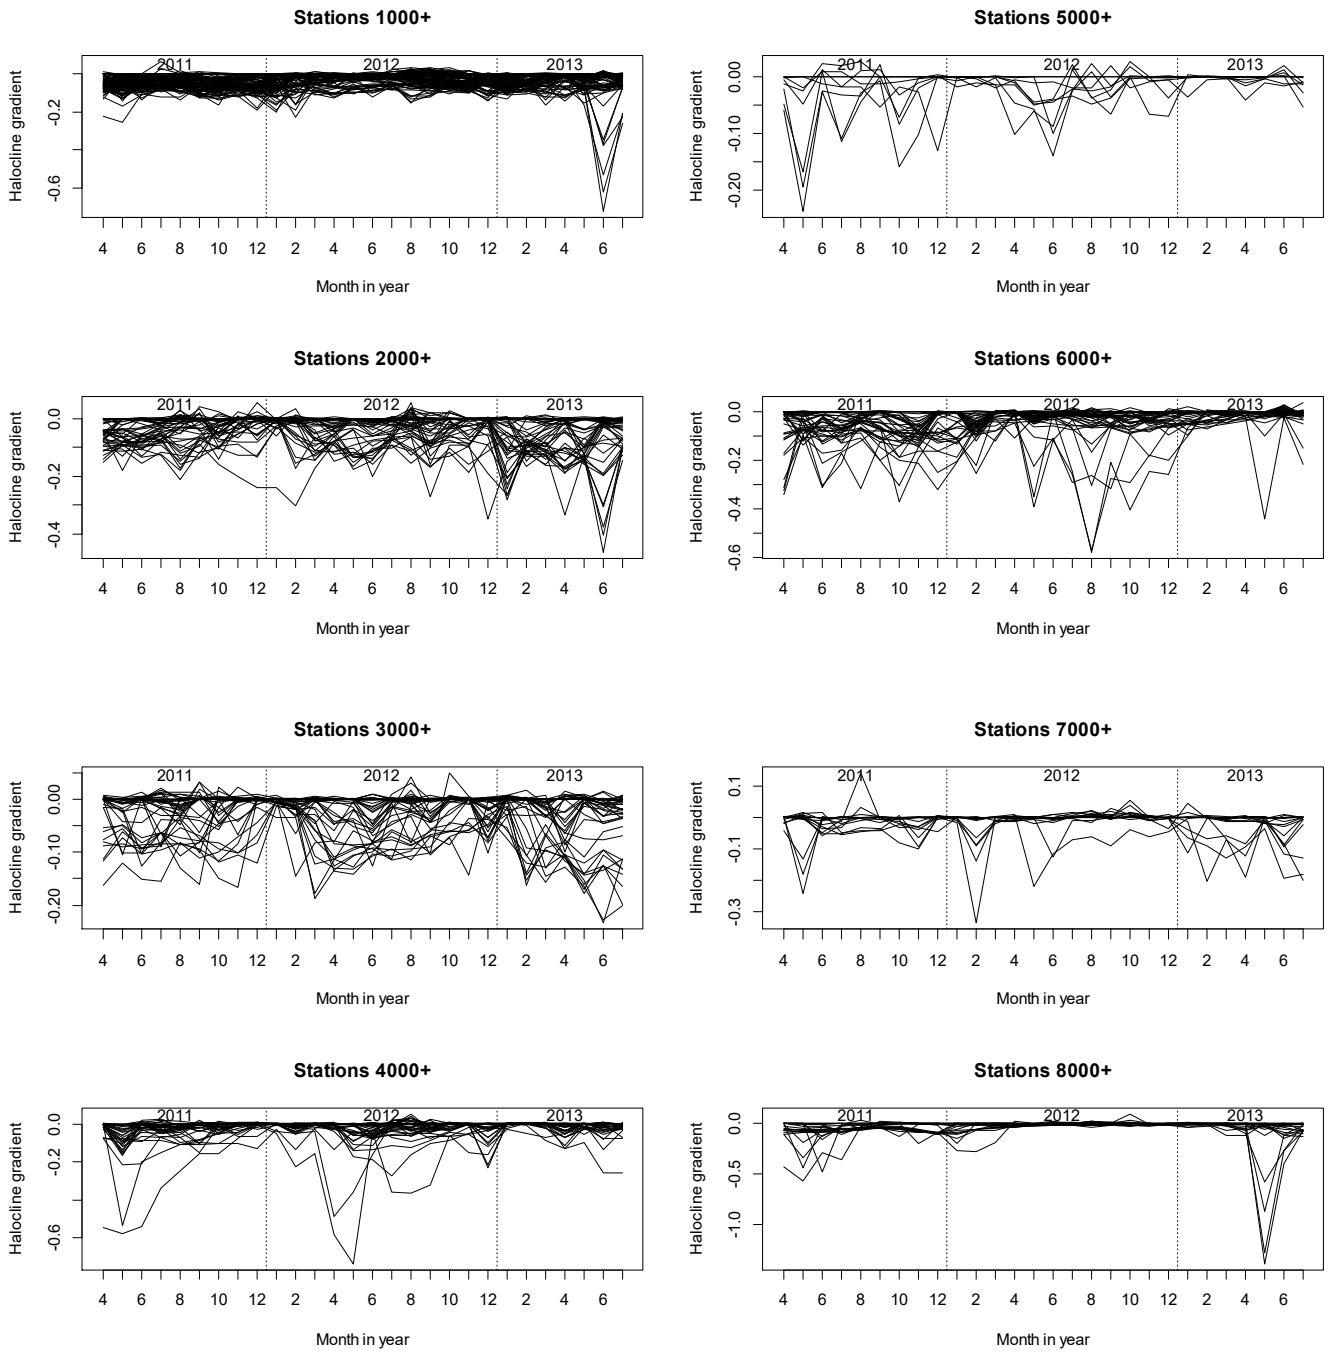 Stations 1000+
2011 2012 2013
Halocline gradient
-0.2
-0.6
4 6 8 10 12 2 4 6 8 10 12 2 4 6
Month in year
Stations 5000+
2011 2012 2013
Halocline gradient
0.00
-0.10
-0.20
4 6 8 10 12 2 4 6 8 10 12 2 4 6
Month in year
Stations 2000+
2011 2012 2013
Halocline gradient
0.0
-0.2
-0.4
4 6 8 10 12 2 4 6 8 10 12 2 4 6
Month in year
Stations 6000+
2011 2012 2013
Halocline gradient
0.0
-0.2
-0.4
-0.6
4 6 8 10 12 2 4 6 8 10 12 2 4 6
Month in year
Stations 3000+
2011 2012 2013
Halocline gradient
0.00
-0.10
-0.20
4 6 8 10 12 2 4 6 8 10 12 2 4 6
Month in year
Stations 7000+
2011 2012 2013
Halocline gradient
0.1
-0.1
-0.3
4 6 8 10 12 2 4 6 8 10 12 2 4 6
Month in year
Stations 4000+
2011 2012 2013
Halocline gradient
0.0
-0.2
-0.6
4 6 8 10 12 2 4 6 8 10 12 2 4 6
Month in year
Stations 8000+
2011 2012 2013
Halocline gradient
0.0
-0.5
-1.0
4 6 8 10 12 2 4 6 8 10 12 2 4 6
Month in year